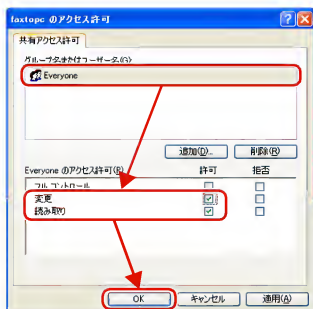 faxtopc のアクセス許可
共有アクセス許可
グループ名またはユーザー名(G)
Everyone
追加(D)... 削除(R)
Everyone のアクセス許可(P) 許可 拒否
フル コントロール
変更
読み取り
OK キャンセル 適用(A)